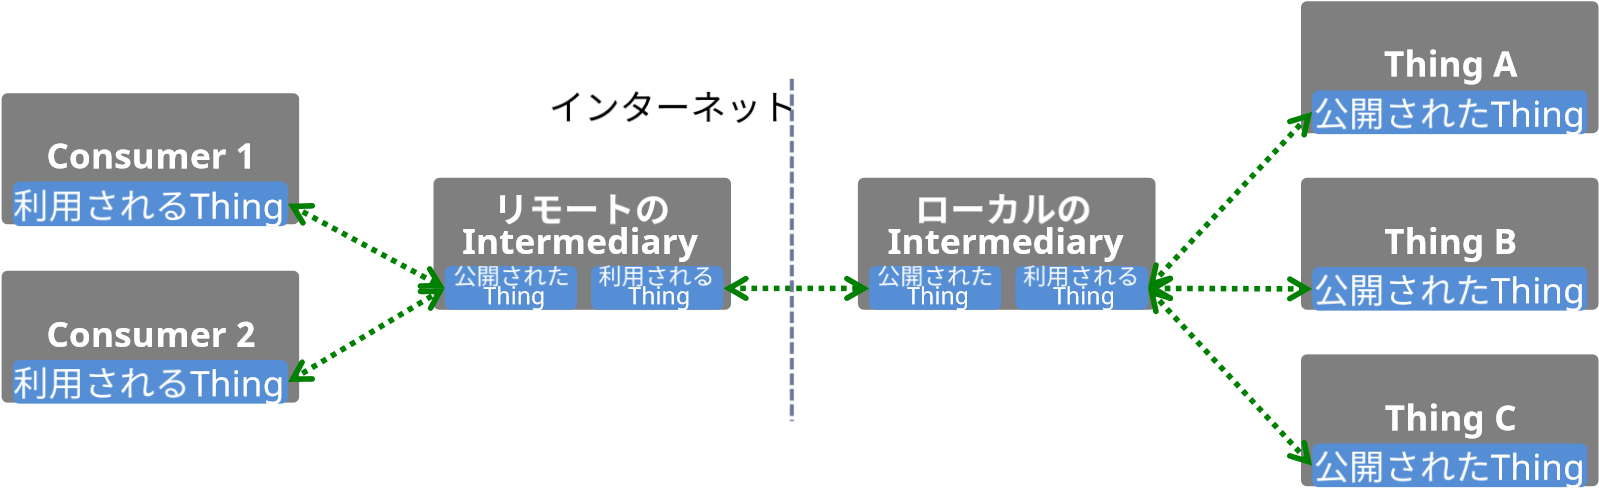 Consumer 1
利用されるThing
Consumer 2
利用されるThing
リモートの
Intermediary
公開された
Thing
利用される
Thing
インターネット
ローカルの
Intermediary
公開された
Thing
利用される
Thing
Thing A
公開されたThing
Thing B
公開されたThing
Thing C
公開されたThing